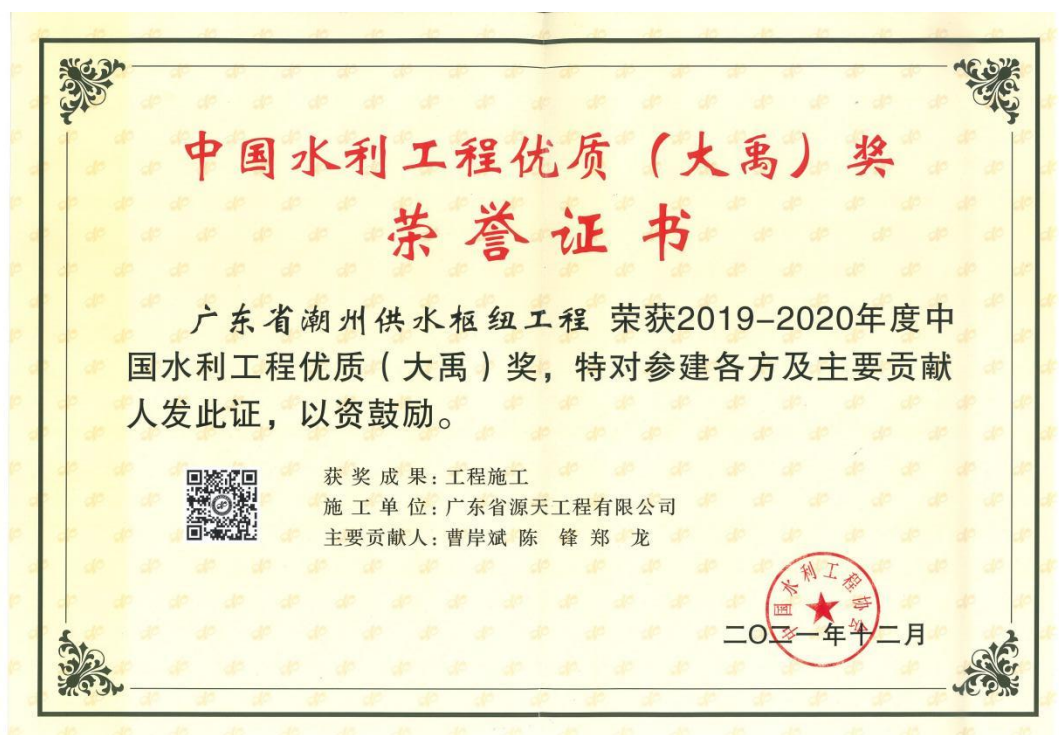 中国水利工程优质（大禹）奖
荣誉证书
广东省潮州供水枢纽工程 荣获2019-2020年度中
国水利工程优质（大禹）奖，特对参建各方及主要贡献
人发此证，以资鼓励。
获奖成果：工程施工
施工单位：广东省源天工程有限公司
主要贡献人：曹岸斌 陈 锋 郑 龙
中国水利工程协会
二〇二一年十二月